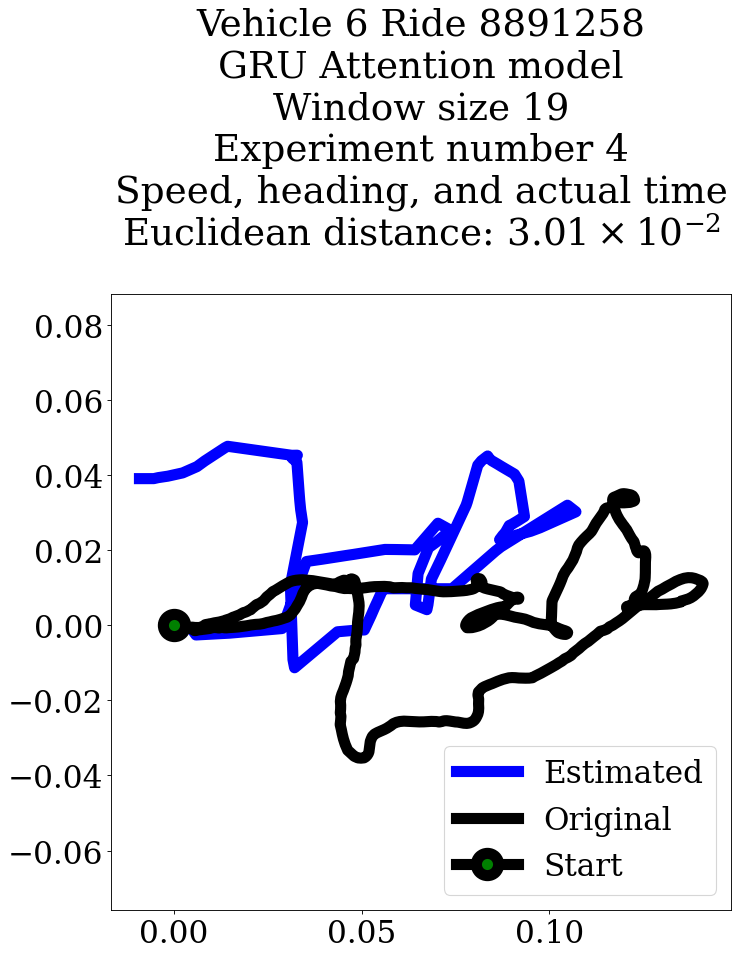 Vehicle 6 Ride 8891258
GRU Attention model
Window size 19
Experiment number 4
Speed, heading, and actual time
Euclidean distance: 3.01 × 10⁻²
0.08
0.06
0.04
0.02
0.00
−0.02
−0.04
−0.06
Estimated
Original
Start
0.00 0.05 0.10